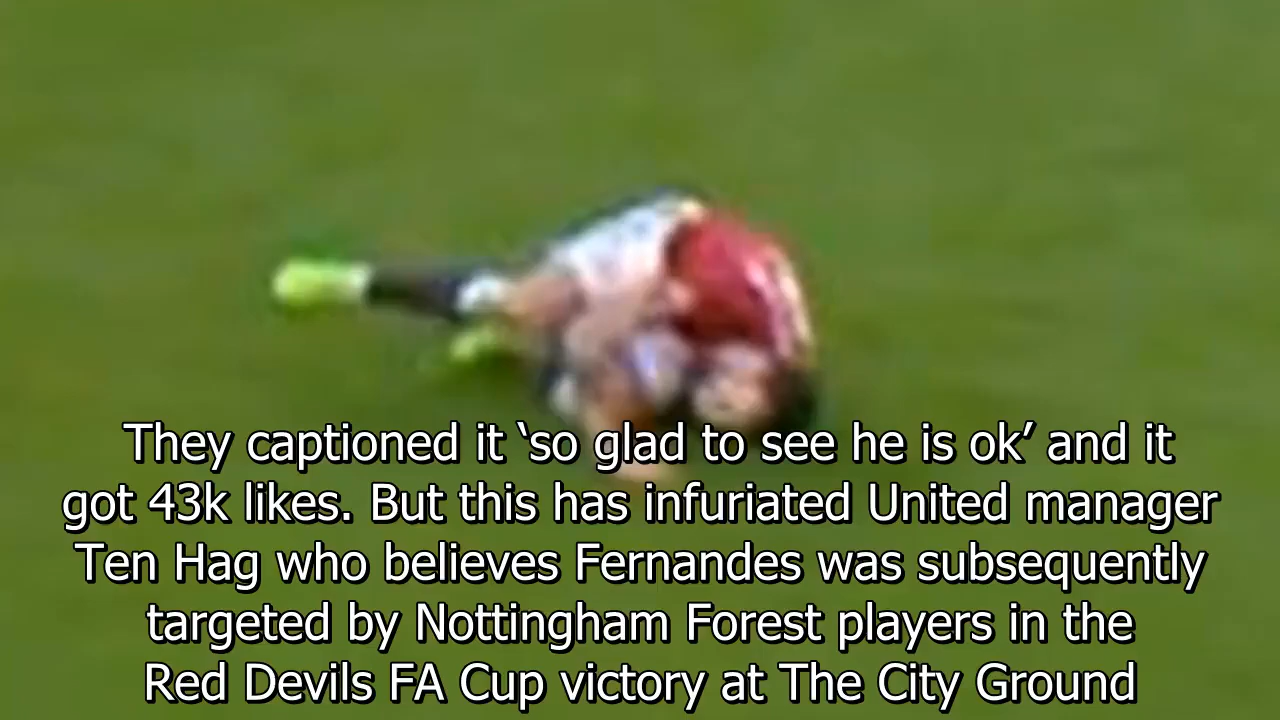 They captioned it ‘so glad to see he is ok’ and it
got 43k likes. But this has infuriated United manager
Ten Hag who believes Fernandes was subsequently
targeted by Nottingham Forest players in the
Red Devils FA Cup victory at The City Ground